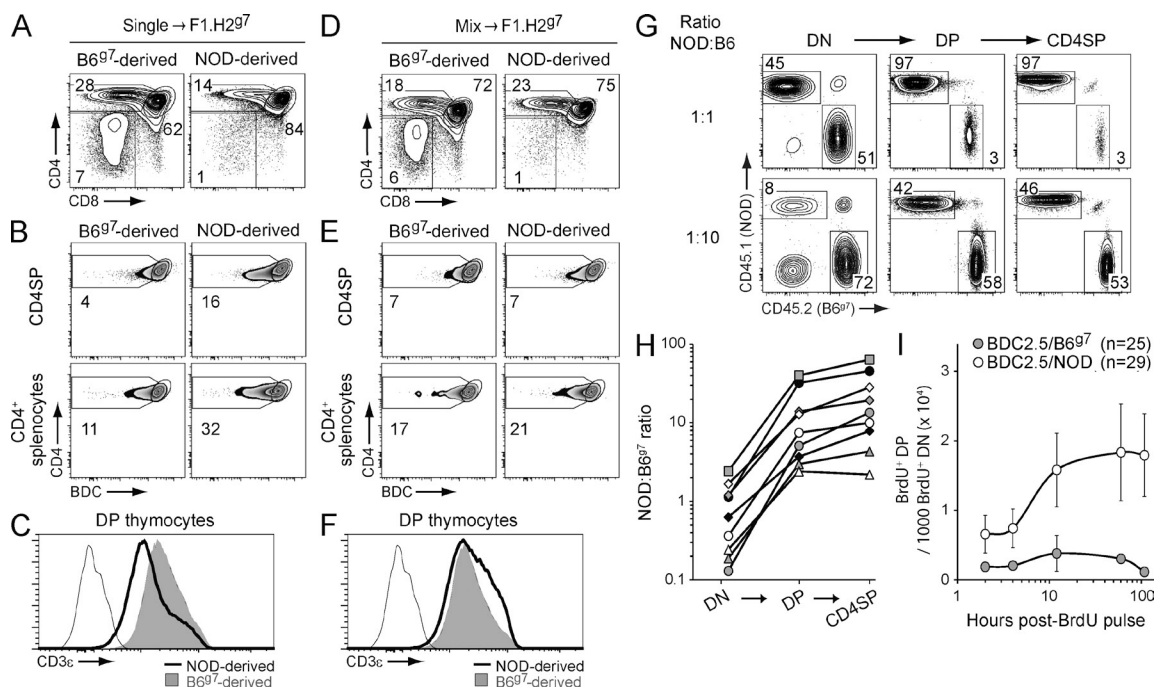 A
Single → F1.H2g7
B6g7-derived
NOD-derived
28
62
7
14
84
1
CD4
CD8
B
B6g7-derived
NOD-derived
CD4SP
4
16
CD4+ splenocytes
CD4
11
32
BDC
C
DP thymocytes
CD3ε
NOD-derived
B6g7-derived
D
Mix → F1.H2g7
B6g7-derived
NOD-derived
18
72
6
23
75
1
CD4
CD8
E
B6g7-derived
NOD-derived
CD4SP
7
7
CD4+ splenocytes
CD4
17
21
BDC
F
DP thymocytes
CD3ε
NOD-derived
B6g7-derived
G
Ratio
NOD:B6
DN
DP
CD4SP
1:1
45
51
97
3
97
3
1:10
8
72
42
58
46
53
CD45.1 (NOD)
CD45.2 (B6g7)
H
NOD:B6g7 ratio
100
10
1
0.1
DN
DP
CD4SP
I
BDC2.5/B6g7 (n=25)
BDC2.5/NOD (n=29)
BrdU+ DP
/ 1000 BrdU+ DN (x 10⁴)
3
2
1
0
1
10
100
Hours post-BrdU pulse